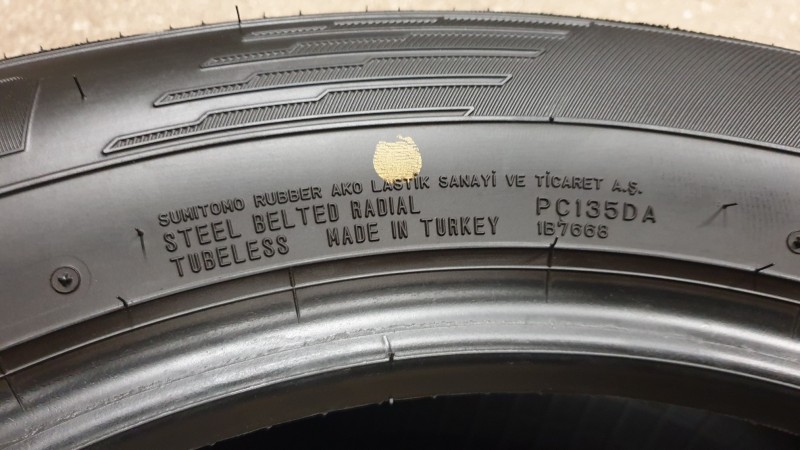 SUMITOMO RUBBER AKO LASTİK SANAYİ VE TİCARET A.Ş.
STEEL BELTED RADIAL PC135DA
TUBELESS MADE IN TURKEY 1B7668